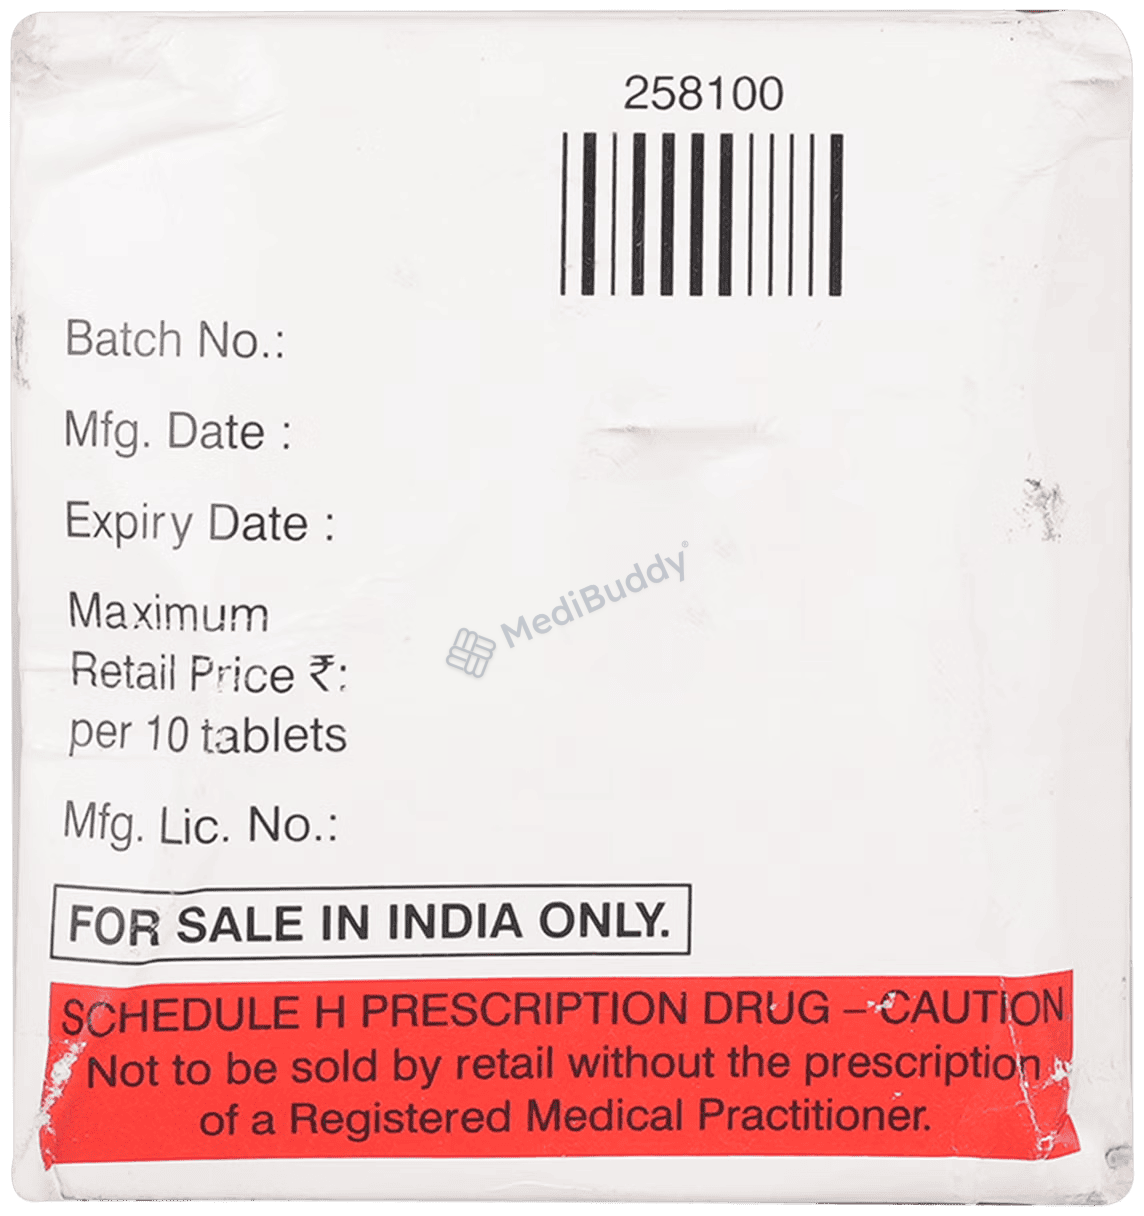 258100
Batch No.:
Mfg. Date :
Expiry Date :
MediBuddy
Maximum
Retail Price ₹:
per 10 tablets
Mfg. Lic. No.:
FOR SALE IN INDIA ONLY.
SCHEDULE H PRESCRIPTION DRUG – CAUTION
Not to be sold by retail without the prescription
of a Registered Medical Practitioner.